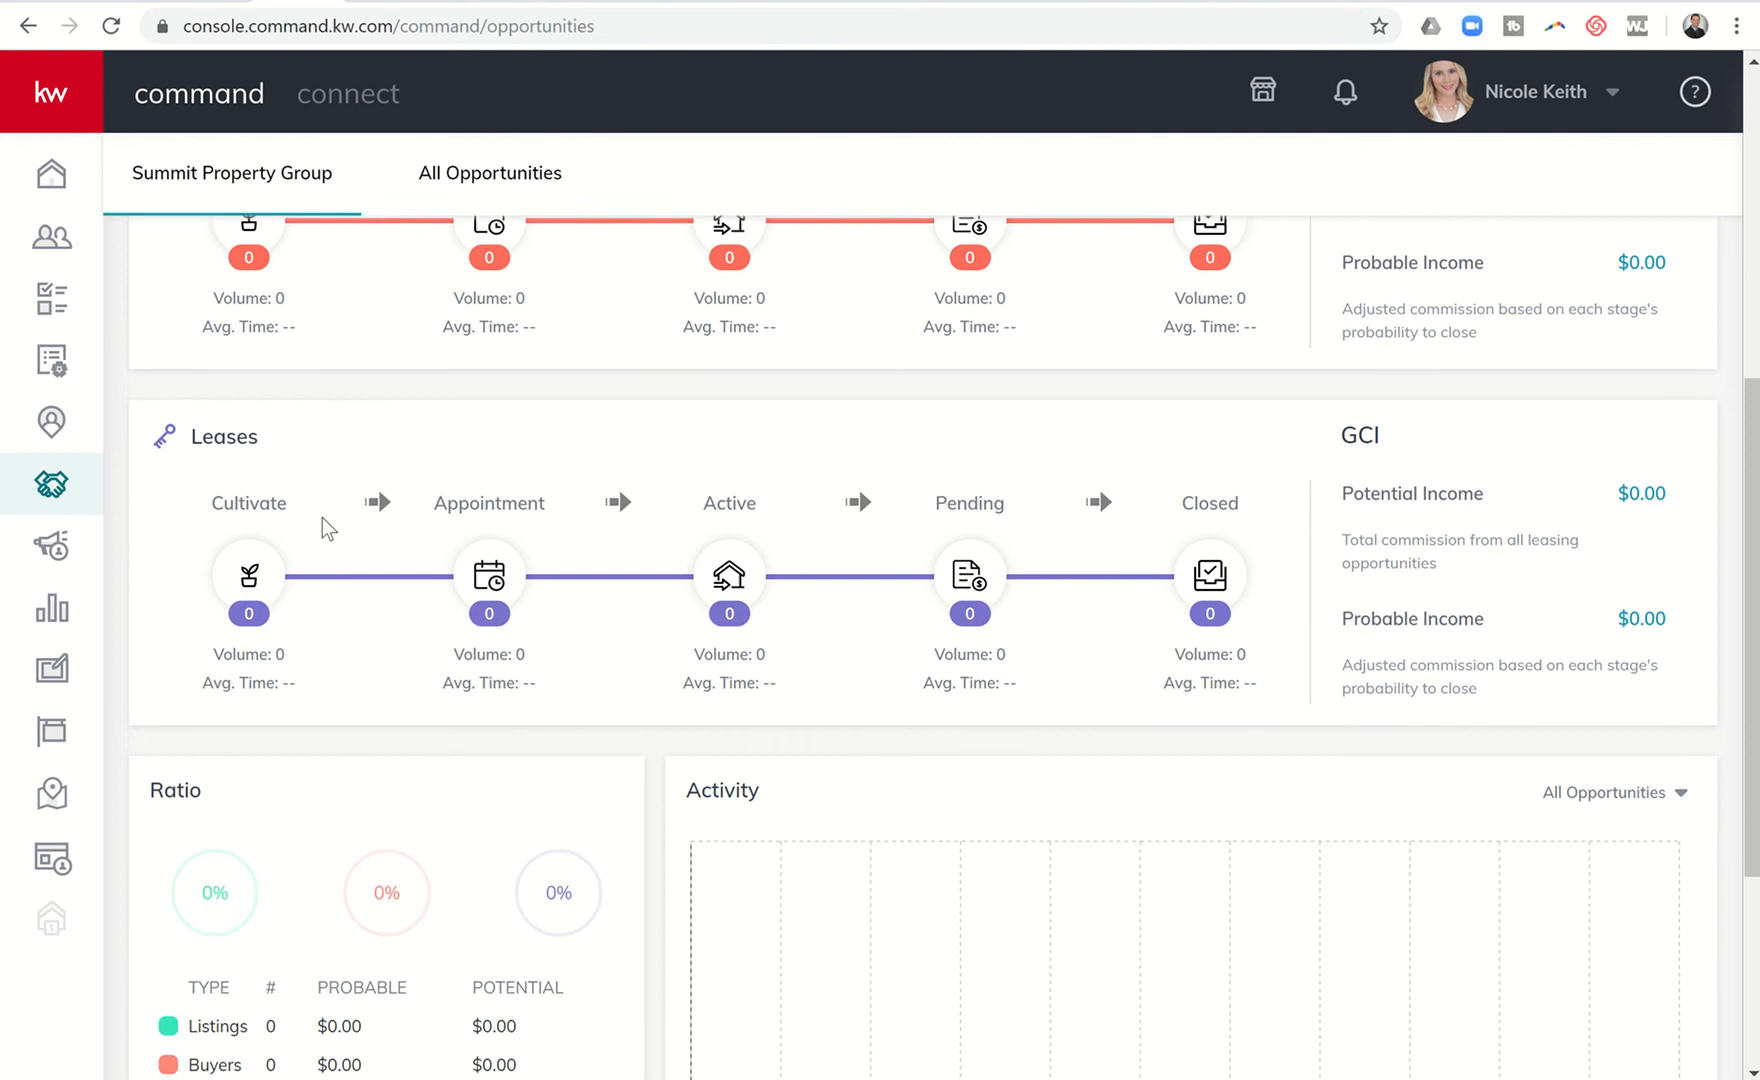 console.command.kw.com/command/opportunities
kw
command connect
Nicole Keith
?
Summit Property Group All Opportunities
0 0 0 0 0
Volume: 0 Volume: 0 Volume: 0 Volume: 0 Volume: 0
Avg. Time: -- Avg. Time: -- Avg. Time: -- Avg. Time: -- Avg. Time: --
Probable Income $0.00
Adjusted commission based on each stage's
probability to close
Leases
Cultivate Appointment Active Pending Closed
0 0 0 0 0
Volume: 0 Volume: 0 Volume: 0 Volume: 0 Volume: 0
Avg. Time: -- Avg. Time: -- Avg. Time: -- Avg. Time: -- Avg. Time: --
GCI
Potential Income $0.00
Total commission from all leasing
opportunities
Probable Income $0.00
Adjusted commission based on each stage's
probability to close
Ratio
0% 0% 0%
TYPE # PROBABLE POTENTIAL
Listings 0 $0.00 $0.00
Buyers 0 $0.00 $0.00
Activity
All Opportunities